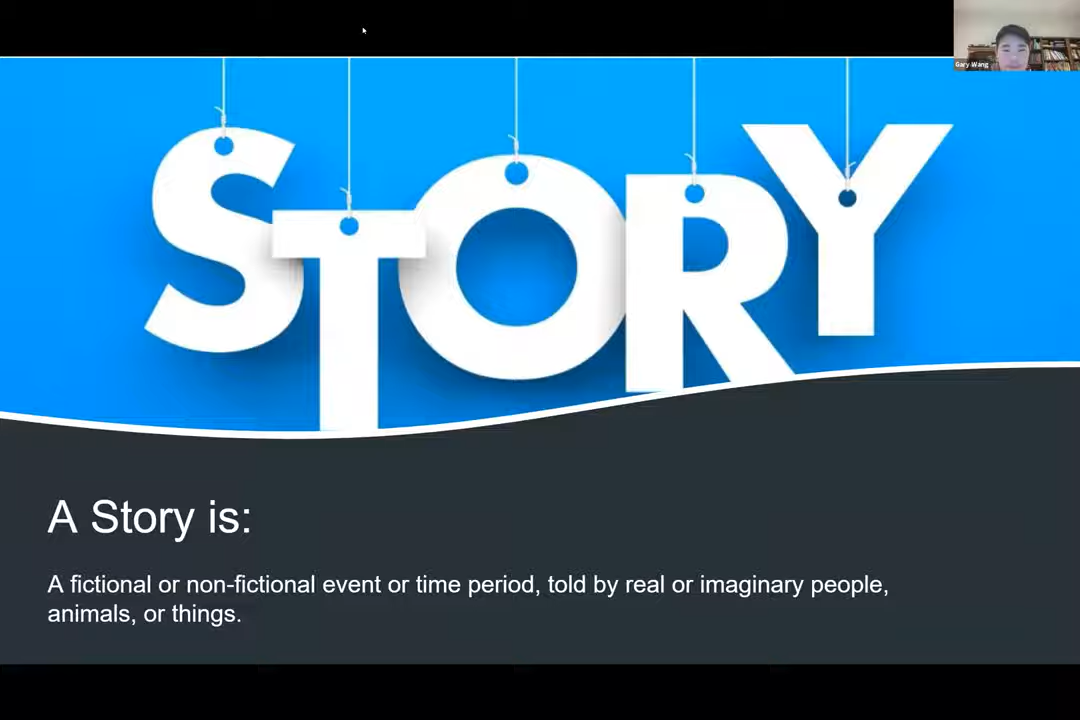 Gary Wang
STORY
A Story is:
A fictional or non-fictional event or time period, told by real or imaginary people,
animals, or things.